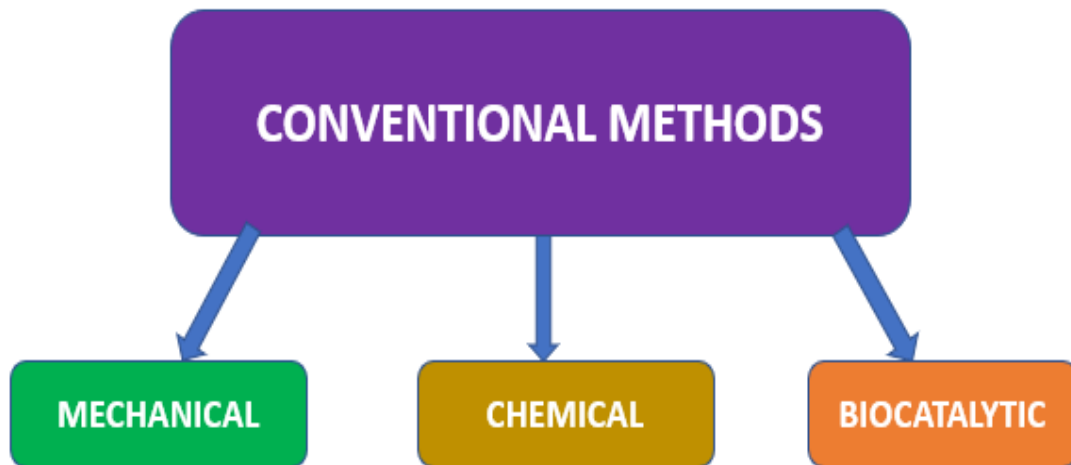 CONVENTIONAL METHODS
MECHANICAL
CHEMICAL
BIOCATALYTIC